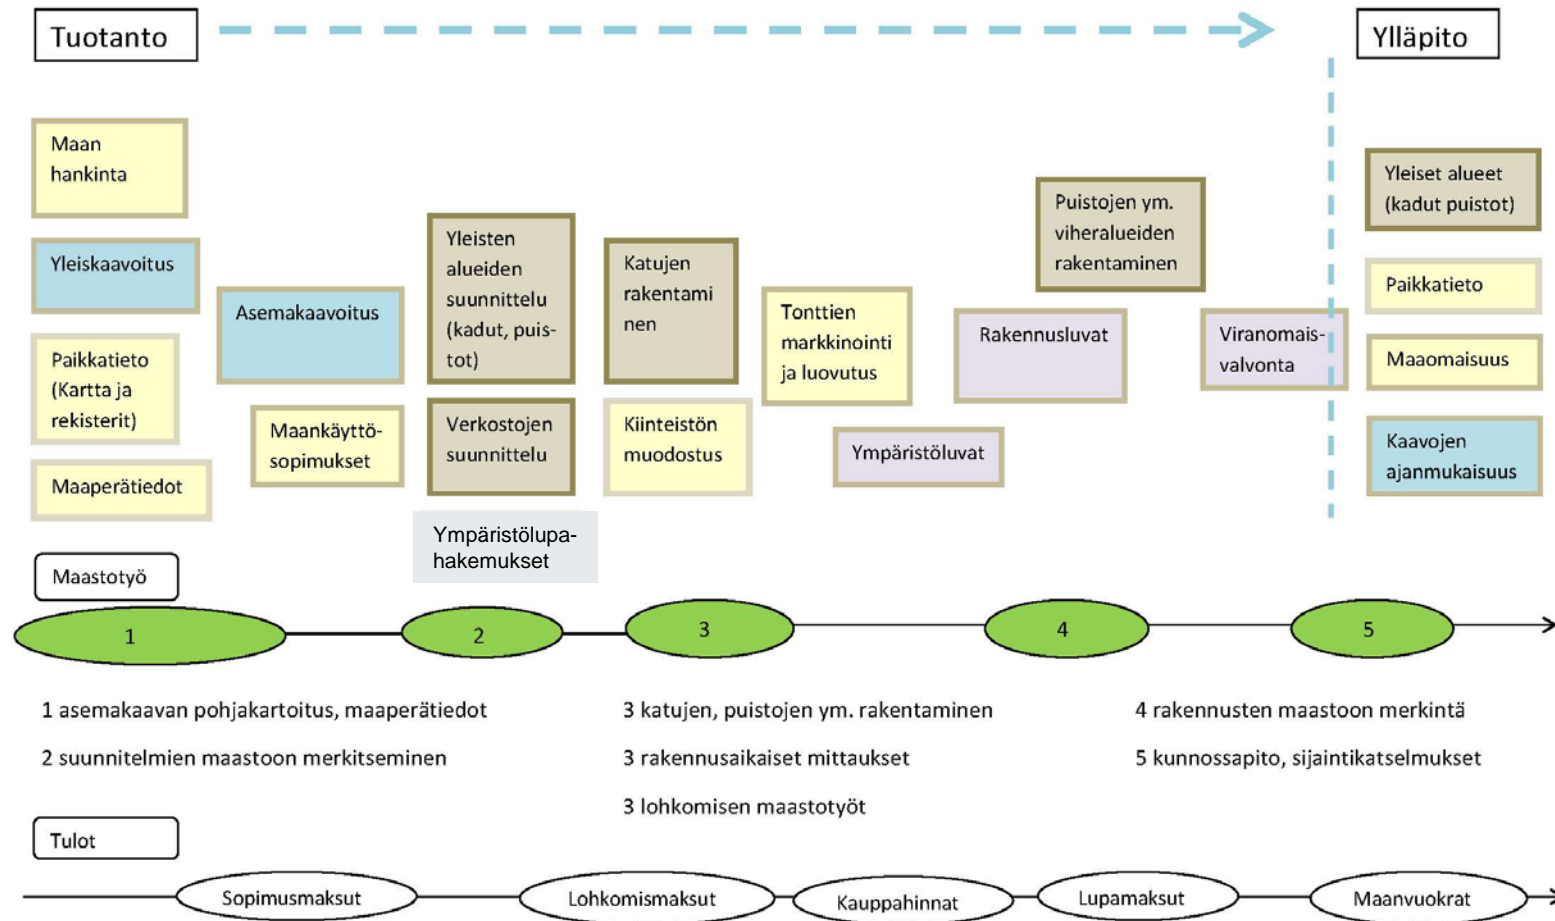 Tuotanto
Ylläpito
Maan
hankinta
Yleiskaavoitus
Paikkatieto
(Kartta ja
rekisterit)
Maaperätiedot
Asemakaavoitus
Maankäyttö-
sopimukset
Yleisten
alueiden
suunnittelu
(kadut, puis-
tot)
Verkostojen
suunnittelu
Ympäristölupa-
hakemukset
Katujen
rakentami
nen
Kiinteistön
muodostus
Tonttien
markkinointi
ja luovutus
Ympäristöluvat
Puistojen ym.
viheralueiden
rakentaminen
Rakennusluvat
Viranomais-
valvonta
Yleiset alueet
(kadut puistot)
Paikkatieto
Maaomaisuus
Kaavojen
ajanmukaisuus
Maastotyö
1
2
3
4
5
1 asemakaavan pohjakartoitus, maaperätiedot
2 suunnitelmien maastoon merkitseminen
3 katujen, puistojen ym. rakentaminen
3 rakennusaikaiset mittaukset
3 lohkomisen maastotyöt
4 rakennusten maastoon merkintä
5 kunnossapito, sijaintikatselmukset
Tulot
Sopimusmaksut
Lohkomismaksut
Kauppahinnat
Lupamaksut
Maanvuokrat